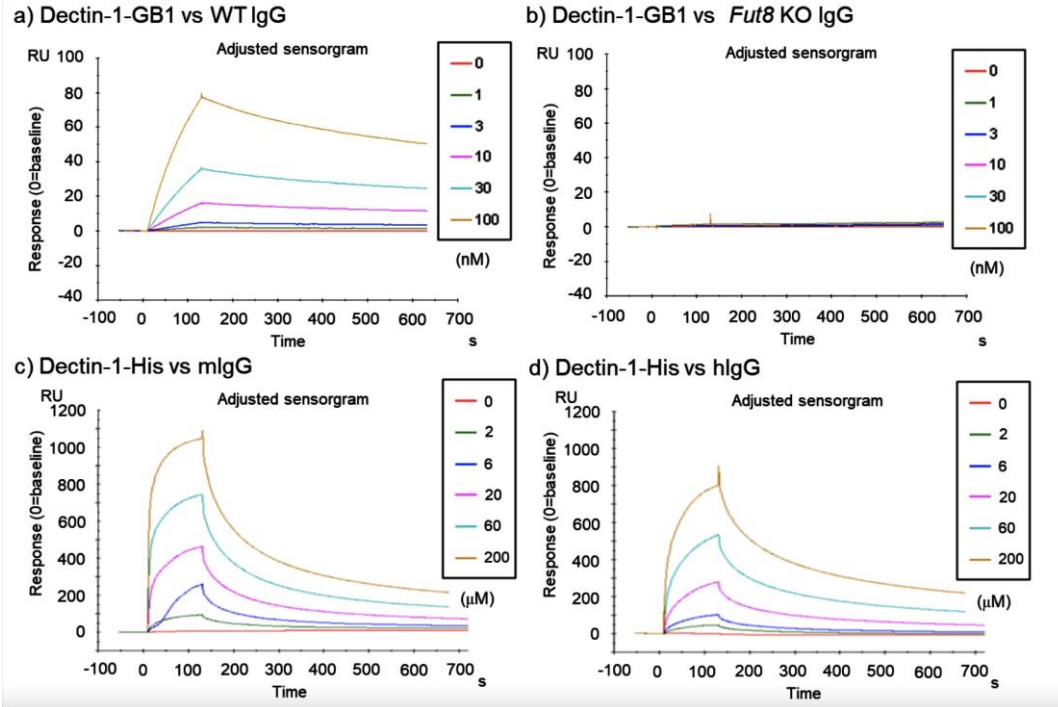 a) Dectin-1-GB1 vs WT IgG
Adjusted sensorgram
RU
Response (0=baseline)
100
80
60
40
20
0
-20
-40
-100 0 100 200 300 400 500 600 700
Time
s
0
1
3
10
30
100
(nM)
b) Dectin-1-GB1 vs Fut8 KO IgG
Adjusted sensorgram
RU
Response (0=baseline)
100
80
60
40
20
0
-20
-40
-100 0 100 200 300 400 500 600 700
Time
s
0
1
3
10
30
100
(nM)
c) Dectin-1-His vs mIgG
RU
Adjusted sensorgram
Response (0=baseline)
1200
1000
800
600
400
200
0
-100 0 100 200 300 400 500 600 700
Time
s
0
2
6
20
60
200
(μM)
d) Dectin-1-His vs hIgG
RU
Adjusted sensorgram
Response (0=baseline)
1200
1000
800
600
400
200
0
-100 0 100 200 300 400 500 600 700
Time
s
0
2
6
20
60
200
(μM)